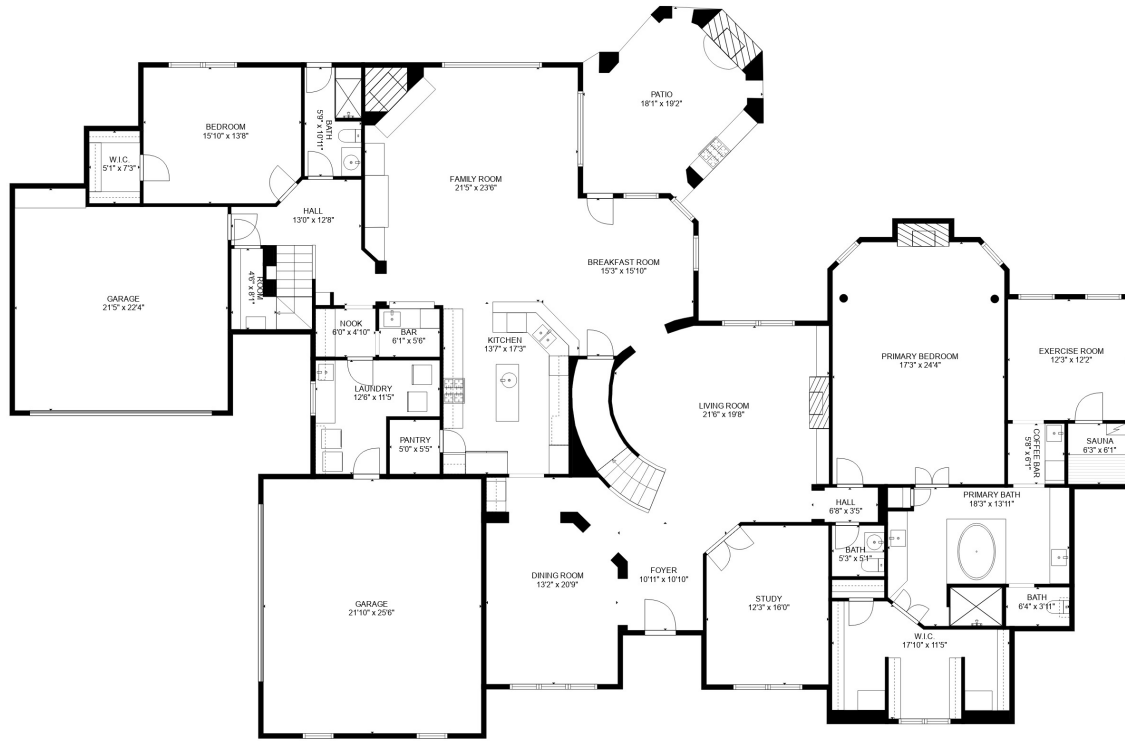 PATIO
18'1" x 19'2"
BEDROOM
15'10" x 13'8"
BATH
5'9" x 10'11"
W.I.C.
5'1" x 7'3"
FAMILY ROOM
21'5" x 23'6"
HALL
13'0" x 12'8"
BREAKFAST ROOM
15'3" x 15'10"
GARAGE
21'5" x 22'4"
ROOM
4'6" x 8'1"
NOOK
6'0" x 4'10"
BAR
6'1" x 5'6"
KITCHEN
13'7" x 17'3"
PRIMARY BEDROOM
17'3" x 24'4"
EXERCISE ROOM
12'3" x 12'2"
LAUNDRY
12'6" x 11'5"
LIVING ROOM
21'6" x 19'8"
PANTRY
5'0" x 5'5"
COFFEE BAR
5'8" x 6'1"
SAUNA
6'3" x 6'1"
HALL
6'8" x 3'5"
PRIMARY BATH
18'3" x 13'11"
BATH
5'3" x 5'1"
DINING ROOM
13'2" x 20'9"
FOYER
10'11" x 10'10"
GARAGE
21'10" x 25'6"
STUDY
12'3" x 16'0"
BATH
6'4" x 3'11"
W.I.C.
17'10" x 11'5"